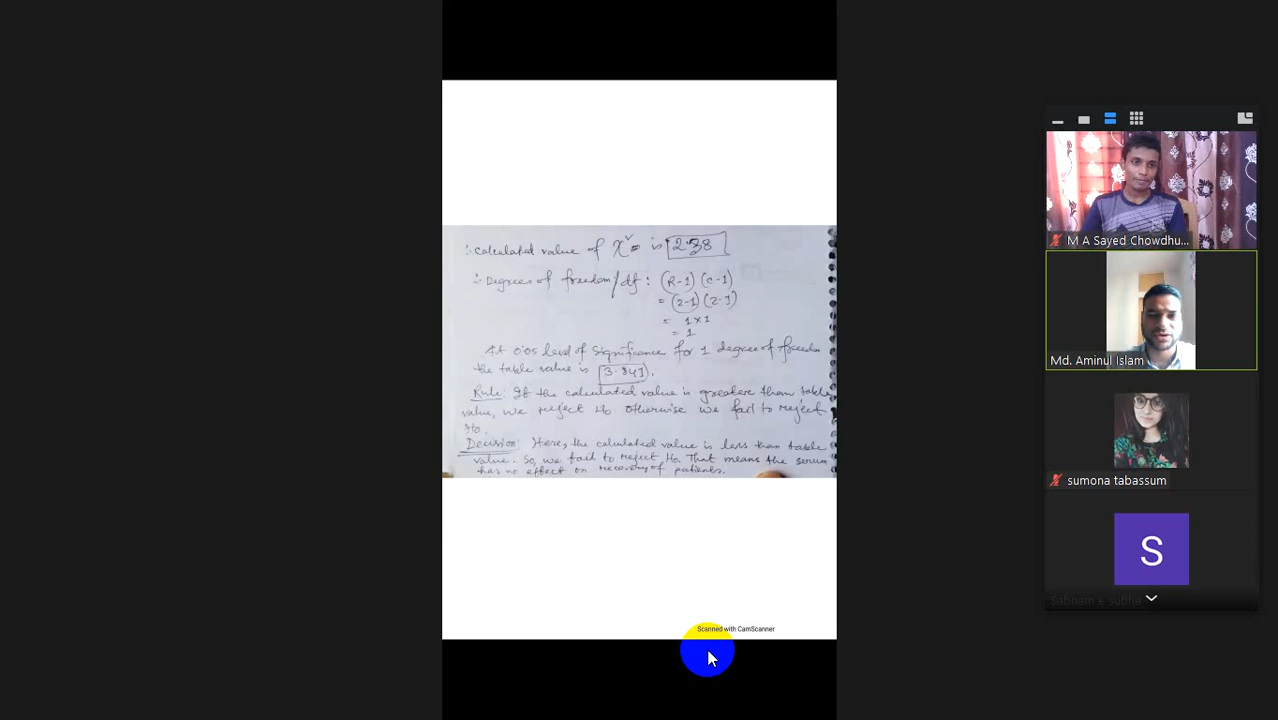 ∴ Calculated value of χ² = is 2.38
∴ Degrees of freedom/df : (R-1) (C-1)
= (2-1) (2-1)
= 1 × 1
= 1
At 0.05 level of significance for 1 degree of freedom
the table value is 3.841.
Rule: If the calculated value is greatere than table
value, we reject Ho otherwise we fail to reject
Ho.
Decision: Here, the calculated value is less than table
value. So, we fail to reject Ho. That means the serum
has no effect on recovery of patients.
Scanned with CamScanner
M A Sayed Chowdhu...
Md. Aminul Islam
sumona tabassum
S
Sabnam E Subha